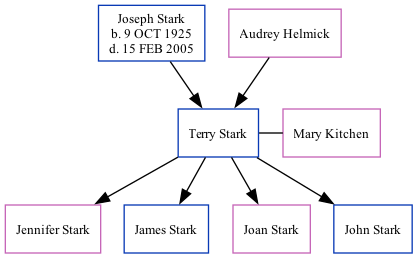 Joseph Stark
b. 9 OCT 1925
d. 15 FEB 2005
Audrey Helmick
Terry Stark
Mary Kitchen
Jennifer Stark
James Stark
Joan Stark
John Stark